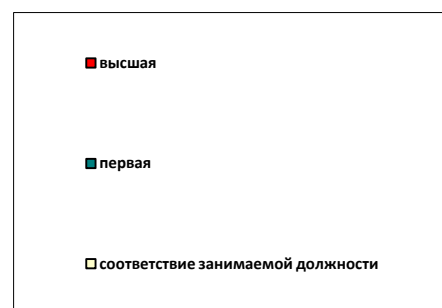 высшая
первая
соответствие занимаемой должности